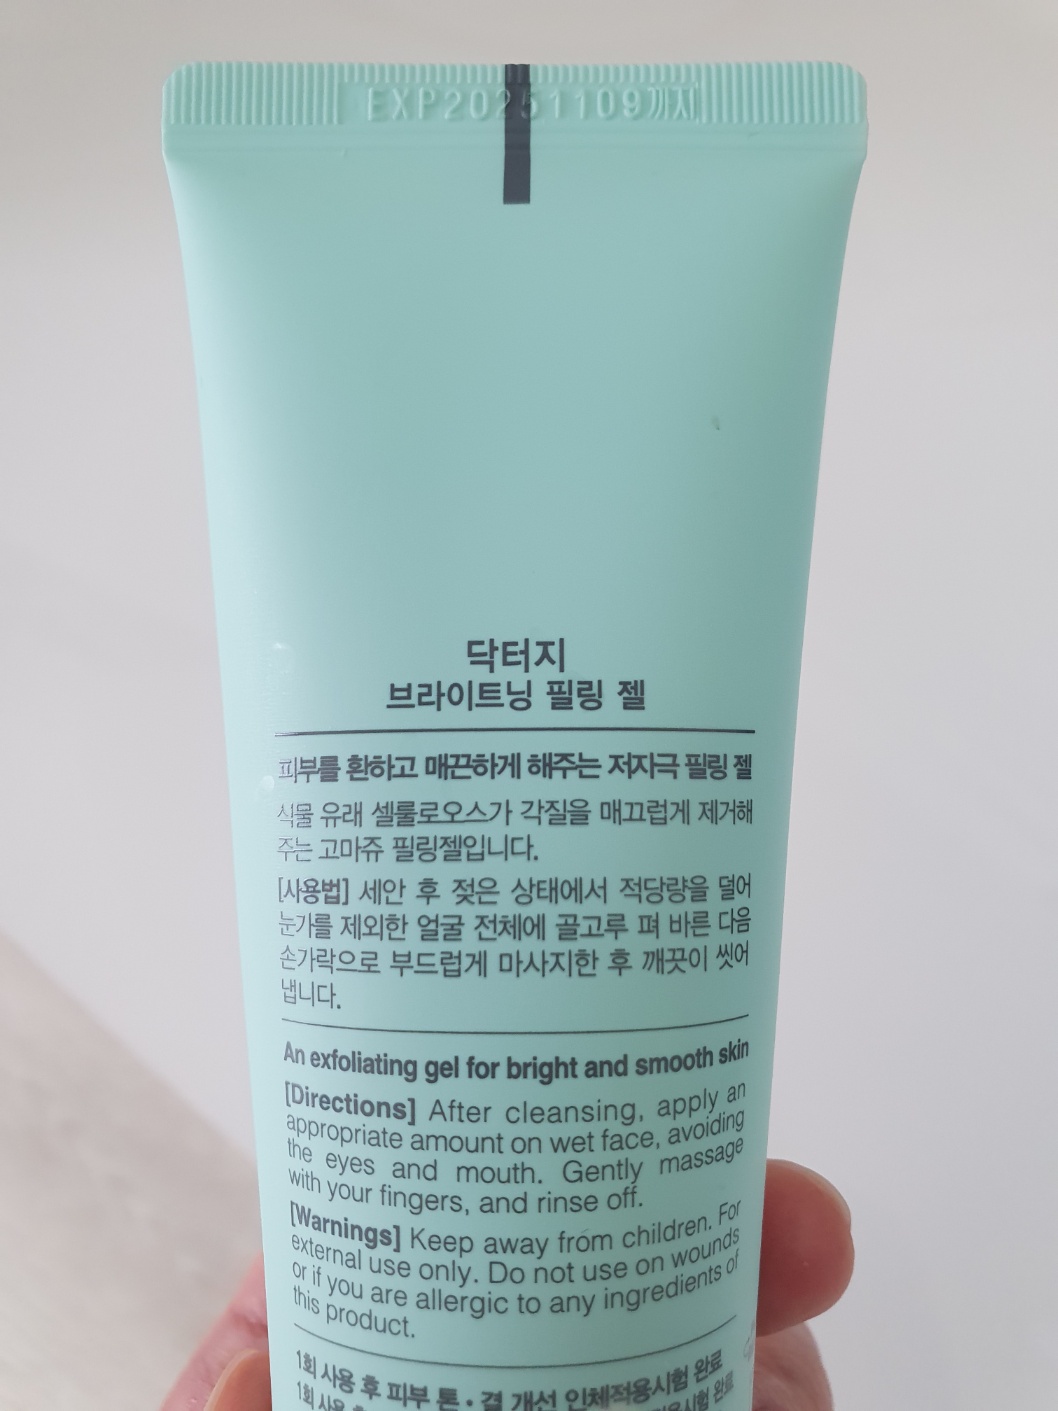 EXP20251109까지
닥터지
브라이트닝 필링 젤
피부를 환하고 매끈하게 해주는 저자극 필링 젤
식물 유래 셀룰로오스가 각질을 매끄럽게 제거해
주는 고마쥬 필링젤입니다.
[사용법] 세안 후 젖은 상태에서 적당량을 덜어
눈가를 제외한 얼굴 전체에 골고루 펴 바른 다음
손가락으로 부드럽게 마사지한 후 깨끗이 씻어
냅니다.
An exfoliating gel for bright and smooth skin
[Directions] After cleansing, apply an
appropriate amount on wet face, avoiding
the eyes and mouth. Gently massage
with your fingers, and rinse off.
[Warnings] Keep away from children. For
external use only. Do not use on wounds
or if you are allergic to any ingredients of
this product.
1회 사용 후 피부 톤·결 개선 인체적용시험 완료
1회 사용